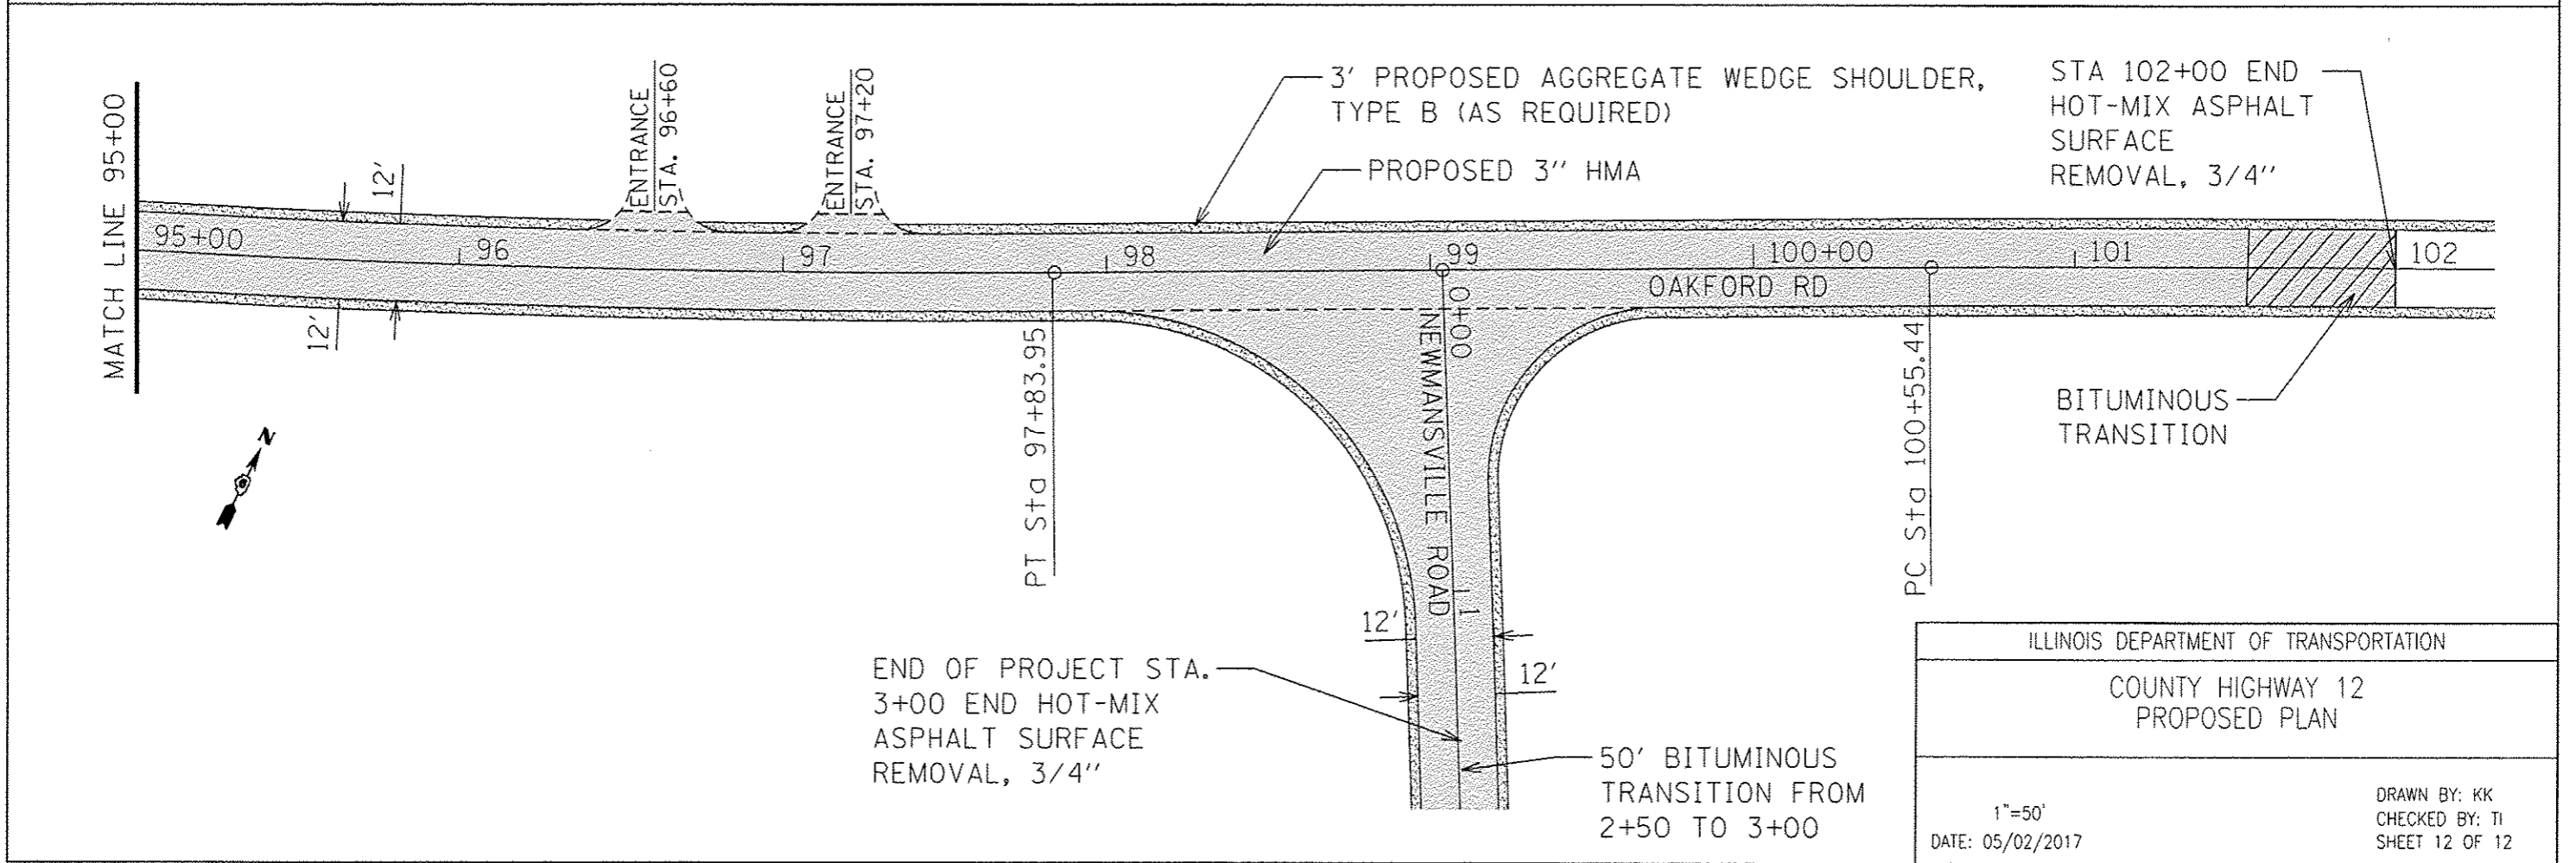 MATCH LINE 95+00
12'
12'
ENTRANCE
STA. 96+60
ENTRANCE
STA. 97+20
3' PROPOSED AGGREGATE WEDGE SHOULDER,
TYPE B (AS REQUIRED)
PROPOSED 3" HMA
STA 102+00 END
HOT-MIX ASPHALT
SURFACE
REMOVAL, 3/4"
95+00
96
97
98
99
100+00
101
102
OAKFORD RD
0+00
NEWMANSVILLE ROAD
1
PT Sta 97+83.95
PC Sta 100+55.44
BITUMINOUS
TRANSITION
N
12'
12'
END OF PROJECT STA.
3+00 END HOT-MIX
ASPHALT SURFACE
REMOVAL, 3/4"
50' BITUMINOUS
TRANSITION FROM
2+50 TO 3+00
ILLINOIS DEPARTMENT OF TRANSPORTATION
COUNTY HIGHWAY 12
PROPOSED PLAN
1"=50'
DATE: 05/02/2017
DRAWN BY: KK
CHECKED BY: TI
SHEET 12 OF 12